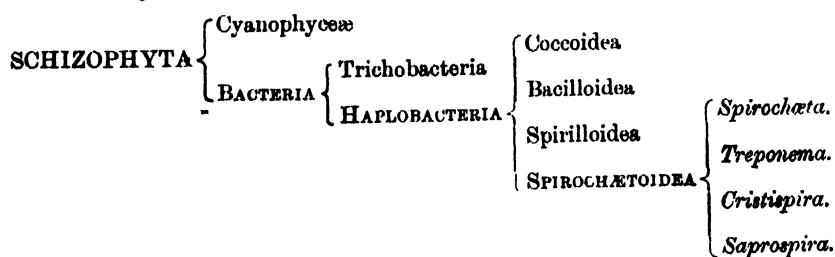 SCHIZOPHYTA
Cyanophyceæ
BACTERIA
Trichobacteria
HAPLOBACTERIA
Coccoidea
Bacilloidea
Spirilloidea
SPIROCHÆTOIDEA
Spirochæta.
Treponema.
Cristispira.
Saprospira.